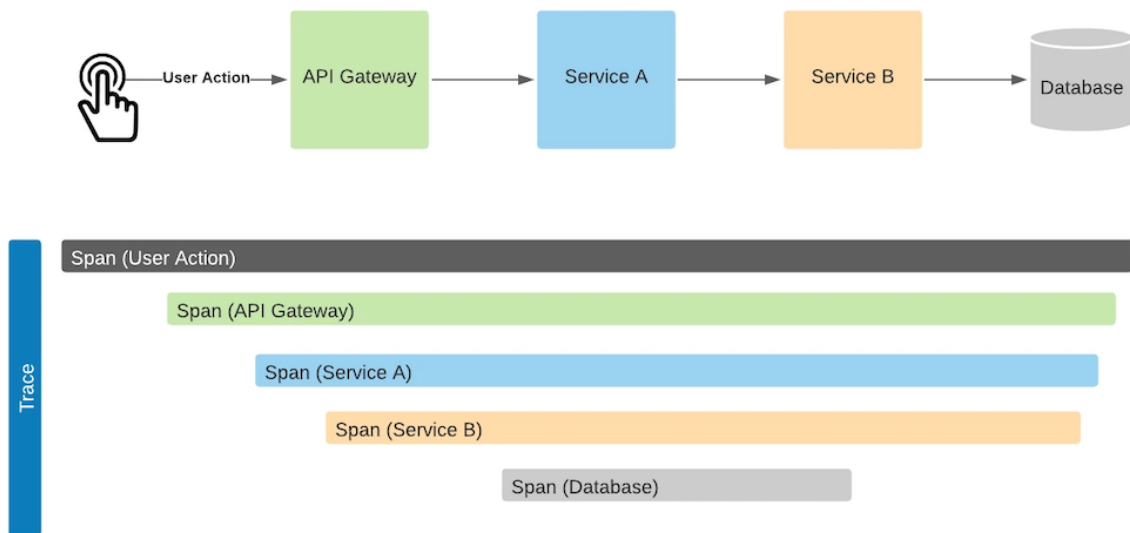 User Action
API Gateway
Service A
Service B
Database
Trace
Span (User Action)
Span (API Gateway)
Span (Service A)
Span (Service B)
Span (Database)